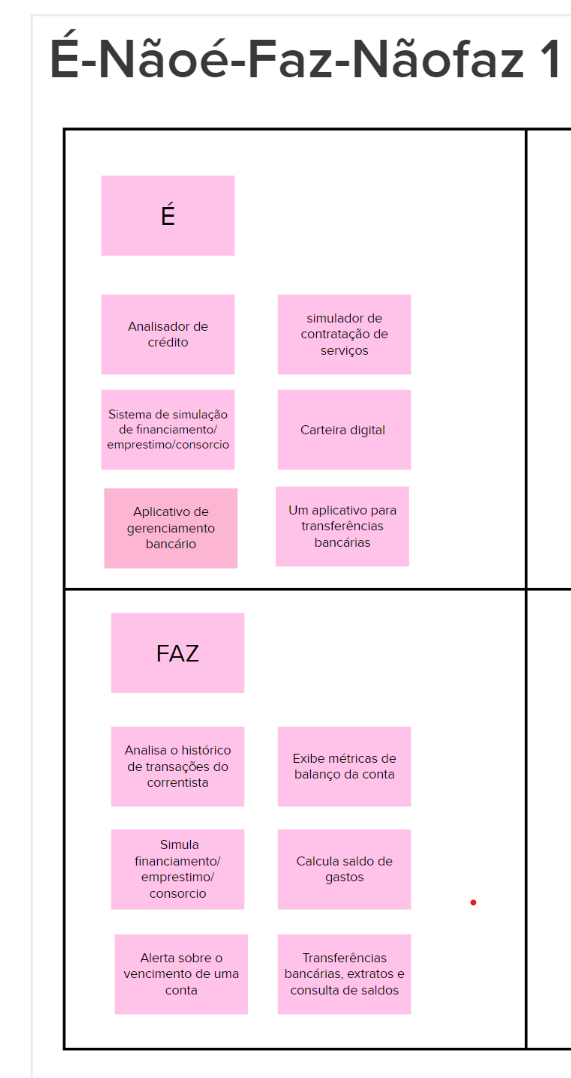 É-Nãoé-Faz-Nãofaz 1
É
Analisador de
crédito
simulador de
contratação de
serviços
Sistema de simulação
de financiamento/
emprestimo/consorcio
Carteira digital
Aplicativo de
gerenciamento
bancário
Um aplicativo para
transferências
bancárias
FAZ
Analisa o histórico
de transações do
correntista
Exibe métricas de
balanço da conta
Simula
financiamento/
emprestimo/
consorcio
Calcula saldo de
gastos
Alerta sobre o
vencimento de uma
conta
Transferências
bancárias, extratos e
consulta de saldos